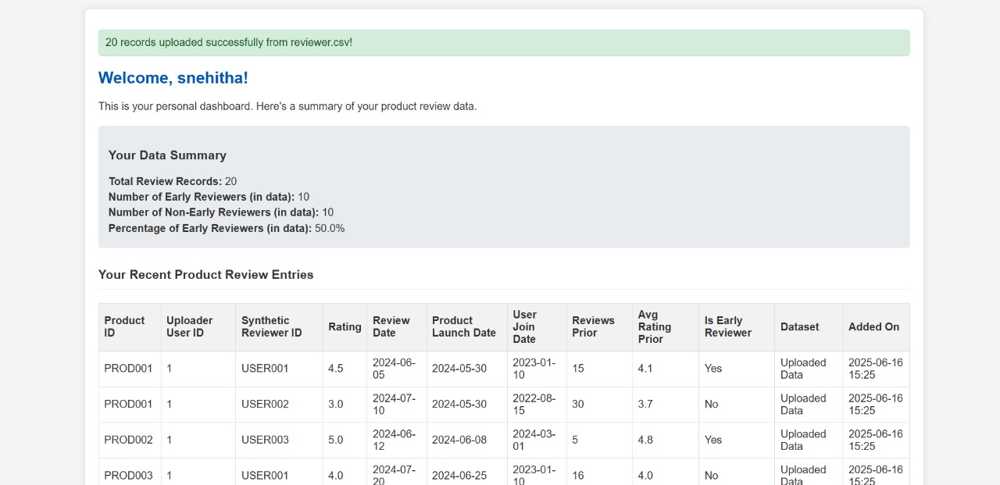 20 records uploaded successfully from reviewer.csv!
Welcome, snehitha!
This is your personal dashboard. Here's a summary of your product review data.
Your Data Summary
Total Review Records: 20
Number of Early Reviewers (in data): 10
Number of Non-Early Reviewers (in data): 10
Percentage of Early Reviewers (in data): 50.0%
Your Recent Product Review Entries
Product ID Uploader User ID Synthetic Reviewer ID Rating Review Date Product Launch Date User Join Date Reviews Prior Avg Rating Prior Is Early Reviewer Dataset Added On
PROD001 1 USER001 4.5 2024-06-05 2024-05-30 2023-01-10 15 4.1 Yes Uploaded Data 2025-06-16 15:25
PROD001 1 USER002 3.0 2024-07-10 2024-05-30 2022-08-15 30 3.7 No Uploaded Data 2025-06-16 15:25
PROD002 1 USER003 5.0 2024-06-12 2024-06-08 2024-03-01 5 4.8 Yes Uploaded Data 2025-06-16 15:25
PROD003 1 USER001 4.0 2024-07-20 2024-06-25 2023-01-10 16 4.0 No Uploaded Data 2025-06-16 15:25